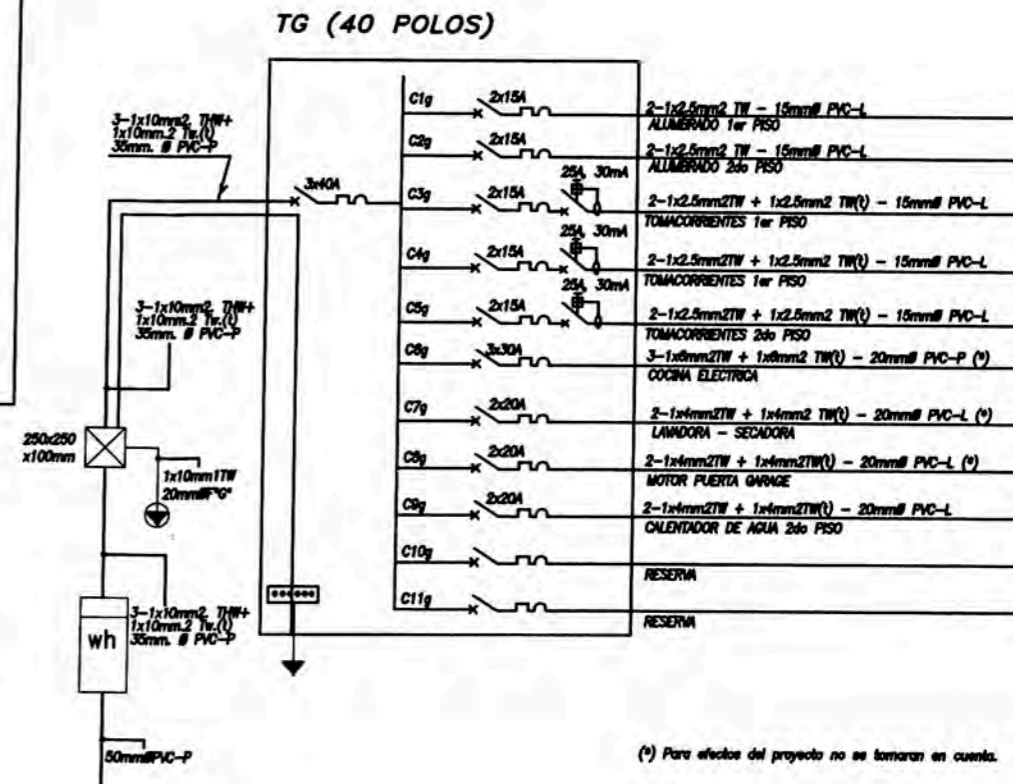 TG (40 POLOS)
3-1x10mm2, THW+
1x10mm.2 Tw.(t)
35mm. Ø PVC-P
3x40A
C1g
2x15A
2-1x2.5mm2 TW - 15mmØ PVC-L
ALUMBRADO 1er PISO
C2g
2x15A
2-1x2.5mm2 TW - 15mmØ PVC-L
ALUMBRADO 2do PISO
C3g
2x15A
25A, 30mA
2-1x2.5mm2TW + 1x2.5mm2 TW(t) - 15mmØ PVC-L
TOMACORRIENTES 1er PISO
C4g
2x15A
25A, 30mA
2-1x2.5mm2TW + 1x2.5mm2 TW(t) - 15mmØ PVC-L
TOMACORRIENTES 1er PISO
C5g
2x15A
25A, 30mA
2-1x2.5mm2TW + 1x2.5mm2 TW(t) - 15mmØ PVC-L
TOMACORRIENTES 2do PISO
C6g
3x30A
3-1x6mm2TW + 1x6mm2 TW(t) - 20mmØ PVC-P (*)
COCINA ELECTRICA
C7g
2x20A
2-1x4mm2TW + 1x4mm2 TW(t) - 20mmØ PVC-L (*)
LAVADORA - SECADORA
C8g
2x20A
2-1x4mm2TW + 1x4mm2TW(t) - 20mmØ PVC-L (*)
MOTOR PUERTA GARAGE
C9g
2x20A
2-1x4mm2TW + 1x4mm2TW(t) - 20mmØ PVC-L
CALENTADOR DE AGUA 2do PISO
C10g
RESERVA
C11g
RESERVA
3-1x10mm2, THW+
1x10mm.2 Tw.(t)
35mm. Ø PVC-P
250x250
x100mm
1x10mm1TW
20mmØF"G"
3-1x10mm2, THW+
1x10mm.2 Tw.(t)
35mm. Ø PVC-P
wh
50mmØPVC-P
(*) Para efectos del proyecto no se tomaran en cuenta.